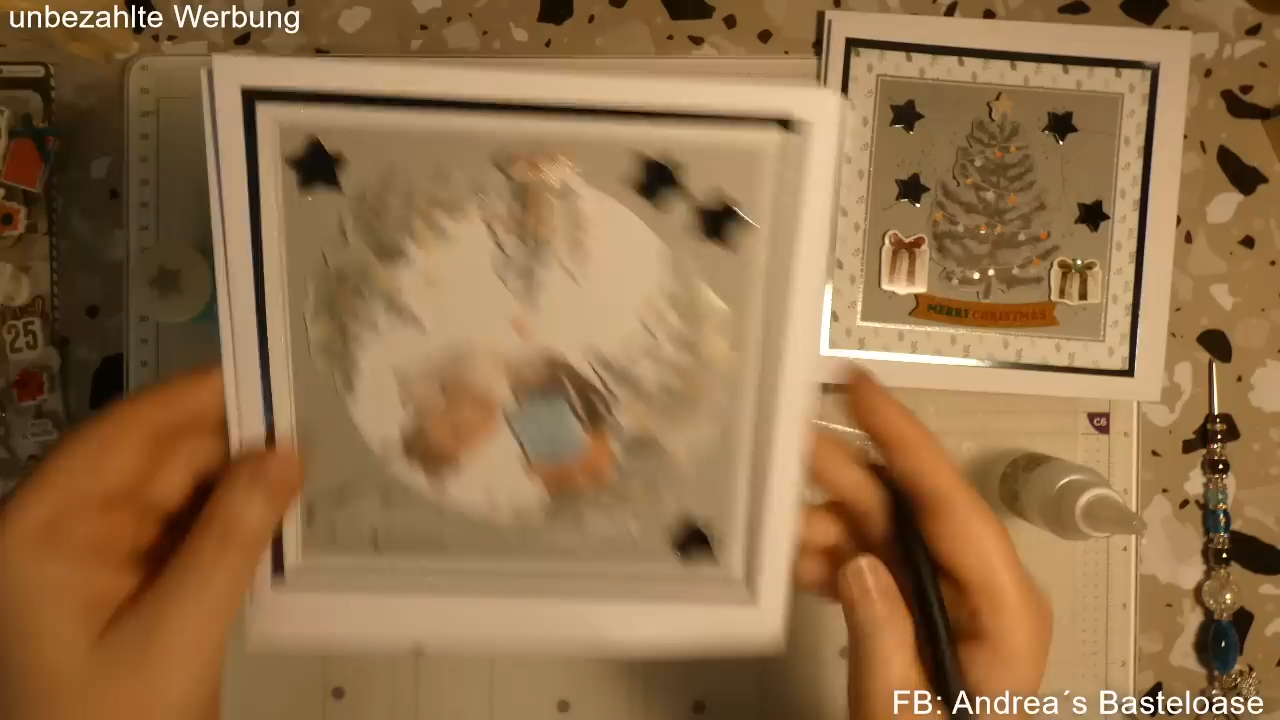 unbezahlte Werbung
MERRY CHRISTMAS
25
C6
FB: Andrea´s Basteloase